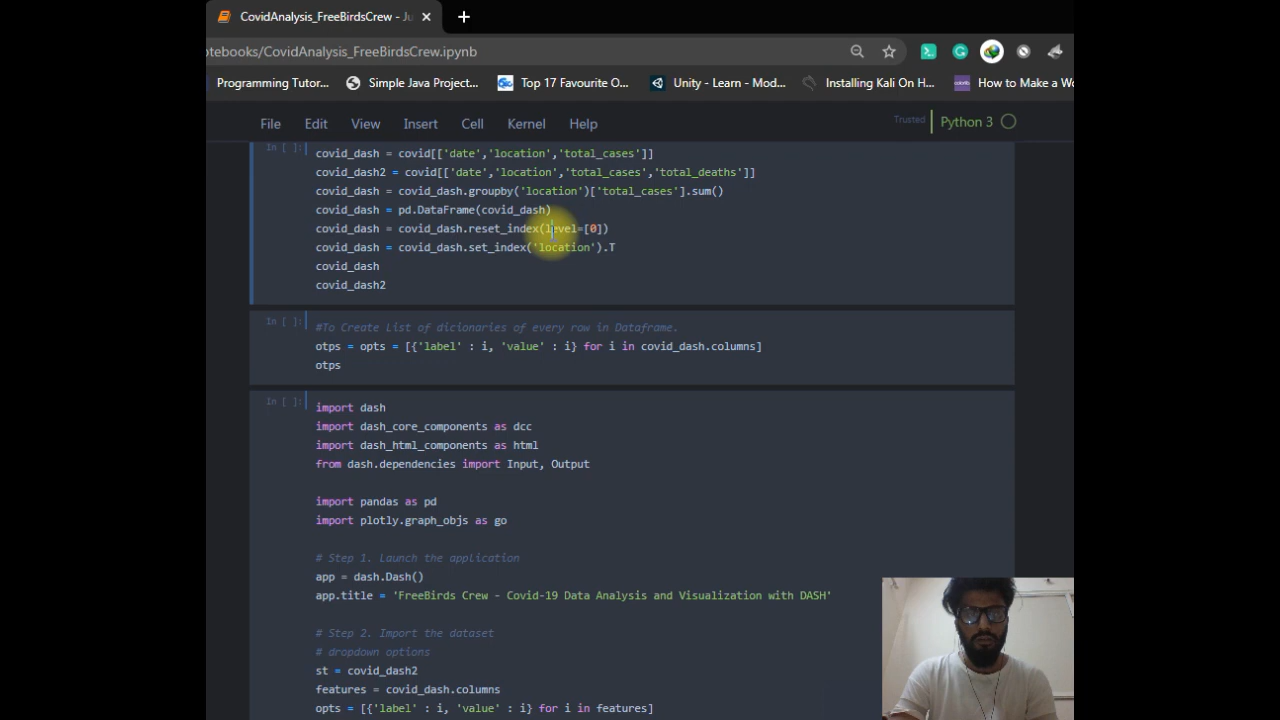 CovidAnalysis_FreeBirdsCrew - Ju
otebooks/CovidAnalysis_FreeBirdsCrew.ipynb
Programming Tutor... Simple Java Project... Top 17 Favourite O... Unity - Learn - Mod... Installing Kali On H... How to Make a Wo
File Edit View Insert Cell Kernel Help Trusted Python 3
In [ ]:
covid_dash = covid[['date','location','total_cases']]
covid_dash2 = covid[['date','location','total_cases','total_deaths']]
covid_dash = covid_dash.groupby('location')['total_cases'].sum()
covid_dash = pd.DataFrame(covid_dash)
covid_dash = covid_dash.reset_index(level=[0])
covid_dash = covid_dash.set_index('location').T
covid_dash
covid_dash2
In [ ]:
#To Create List of dicionaries of every raw in Dataframe.
otps = opts = [{'label' : i, 'value' : i} for i in covid_dash.columns]
otps
In [ ]:
import dash
import dash_core_components as dcc
import dash_html_components as html
from dash.dependencies import Input, Output
import pandas as pd
import plotly.graph_objs as go
# Step 1. Launch the application
app = dash.Dash()
app.title = 'FreeBirds Crew - Covid-19 Data Analysis and Visualization with DASH'
# Step 2. Import the dataset
# dropdown options
st = covid_dash2
features = covid_dash.columns
opts = [{'label' : i, 'value' : i} for i in features]